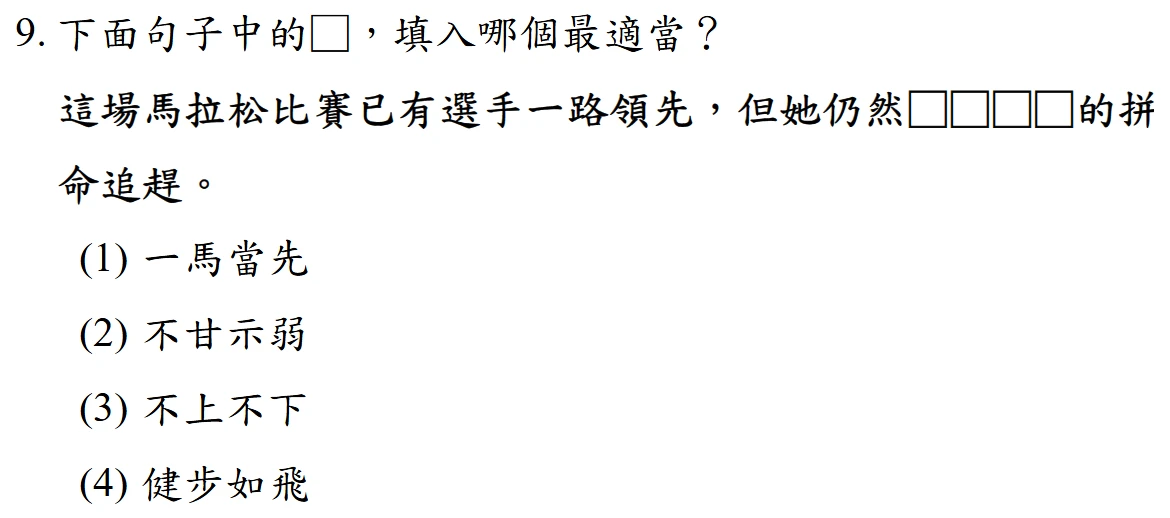 9. 下面句子中的□，填入哪個最適當？
這場馬拉松比賽已有選手一路領先，但她仍然□□□□的拼
命追趕。
(1) 一馬當先
(2) 不甘示弱
(3) 不上不下
(4) 健步如飛